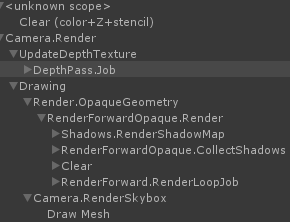 <unknown scope>
Clear (color+Z+stencil)
Camera.Render
UpdateDepthTexture
DepthPass.Job
Drawing
Render.OpaqueGeometry
RenderForwardOpaque.Render
Shadows.RenderShadowMap
RenderForwardOpaque.CollectShadows
Clear
RenderForward.RenderLoopJob
Camera.RenderSkybox
Draw Mesh